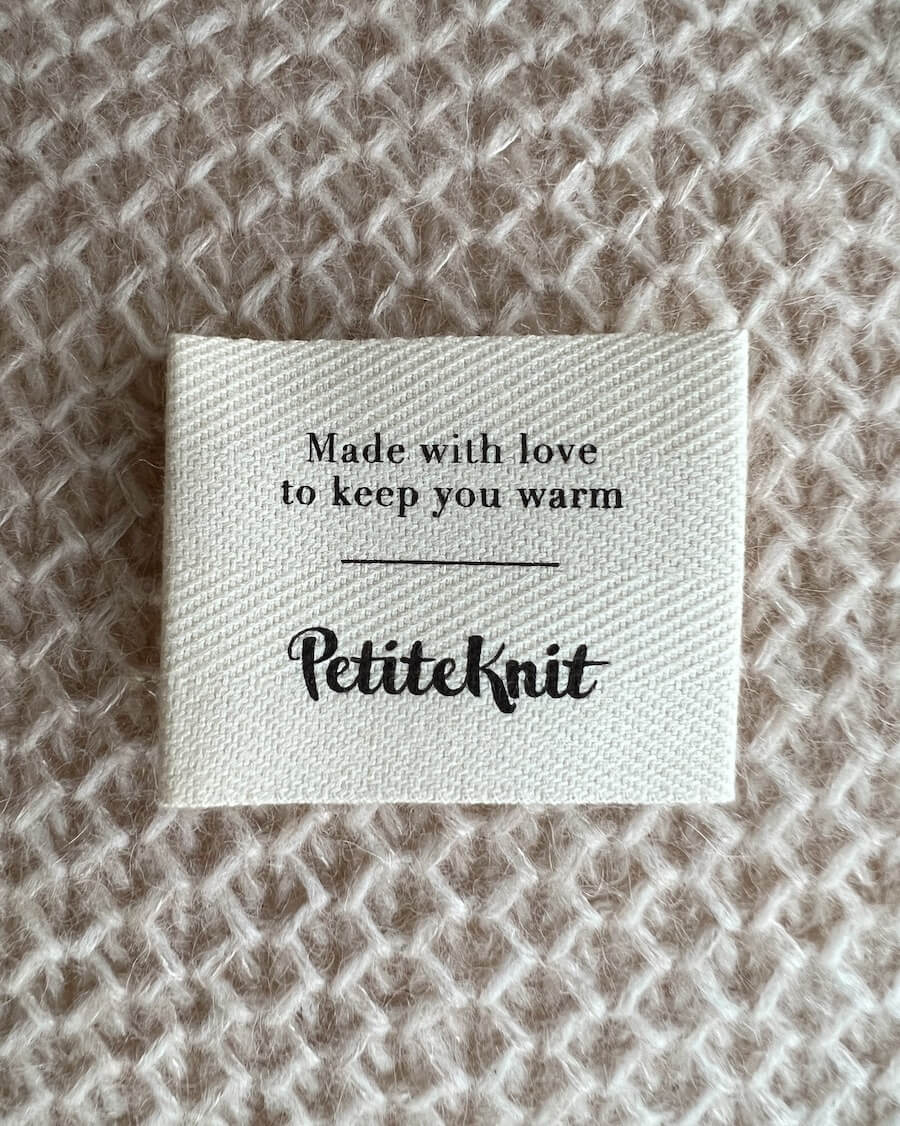 Made with love
to keep you warm
PetiteKnit